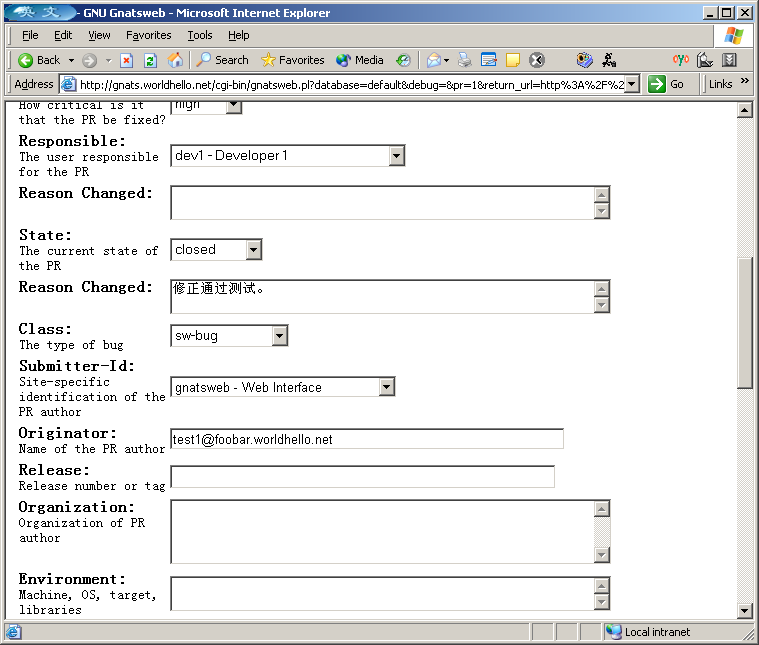 英 文 - GNU Gnatsweb - Microsoft Internet Explorer
File Edit View Favorites Tools Help
Back Search Favorites Media
Address http://gnats.worldhello.net/cgi-bin/gnatsweb.pl?database=default&debug=&pr=1&return_url=http%3A%2F%2 Go Links »
How critical is it high
that the PR be fixed?
Responsible:
The user responsible dev1 - Developer 1
for the PR
Reason Changed:
State:
The current state of closed
the PR
Reason Changed: 修正通过测试。
Class:
The type of bug sw-bug
Submitter-Id:
Site-specific gnatsweb - Web Interface
identification of the
PR author
Originator: test1@foobar.worldhello.net
Name of the PR author
Release:
Release number or tag
Organization:
Organization of PR
author
Environment:
Machine, OS, target,
libraries
Local intranet